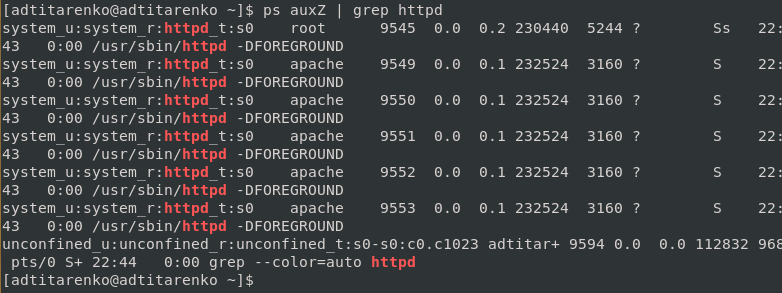 [adtitarenko@adtitarenko ~]$ ps auxZ | grep httpd
system_u:system_r:httpd_t:s0    root      9545  0.0  0.2 230440  5244 ?        Ss   22:
43   0:00 /usr/sbin/httpd -DFOREGROUND
system_u:system_r:httpd_t:s0    apache    9549  0.0  0.1 232524  3160 ?        S    22:
43   0:00 /usr/sbin/httpd -DFOREGROUND
system_u:system_r:httpd_t:s0    apache    9550  0.0  0.1 232524  3160 ?        S    22:
43   0:00 /usr/sbin/httpd -DFOREGROUND
system_u:system_r:httpd_t:s0    apache    9551  0.0  0.1 232524  3160 ?        S    22:
43   0:00 /usr/sbin/httpd -DFOREGROUND
system_u:system_r:httpd_t:s0    apache    9552  0.0  0.1 232524  3160 ?        S    22:
43   0:00 /usr/sbin/httpd -DFOREGROUND
system_u:system_r:httpd_t:s0    apache    9553  0.0  0.1 232524  3160 ?        S    22:
43   0:00 /usr/sbin/httpd -DFOREGROUND
unconfined_u:unconfined_r:unconfined_t:s0-s0:c0.c1023 adtitar+ 9594 0.0  0.0 112832 968
 pts/0 S+ 22:44   0:00 grep --color=auto httpd
[adtitarenko@adtitarenko ~]$